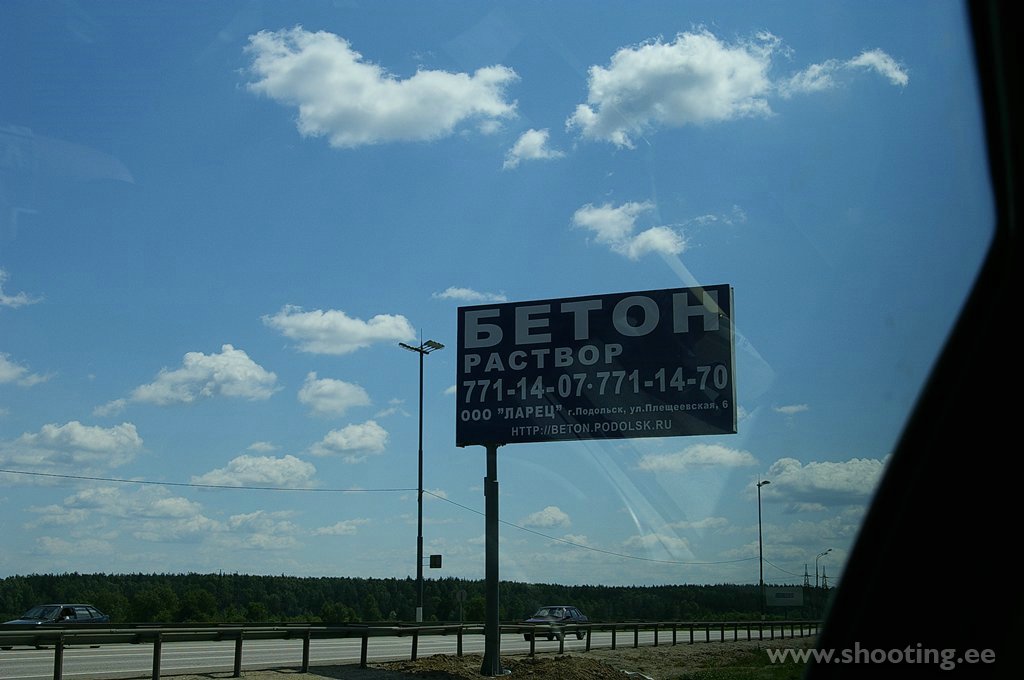 БЕТОН
РАСТВОР
771-14-07·771-14-70
ООО "ЛАРЕЦ" г.Подольск, ул.Плещеевская, 6
HTTP://BETON.PODOLSK.RU
www.shooting.ee